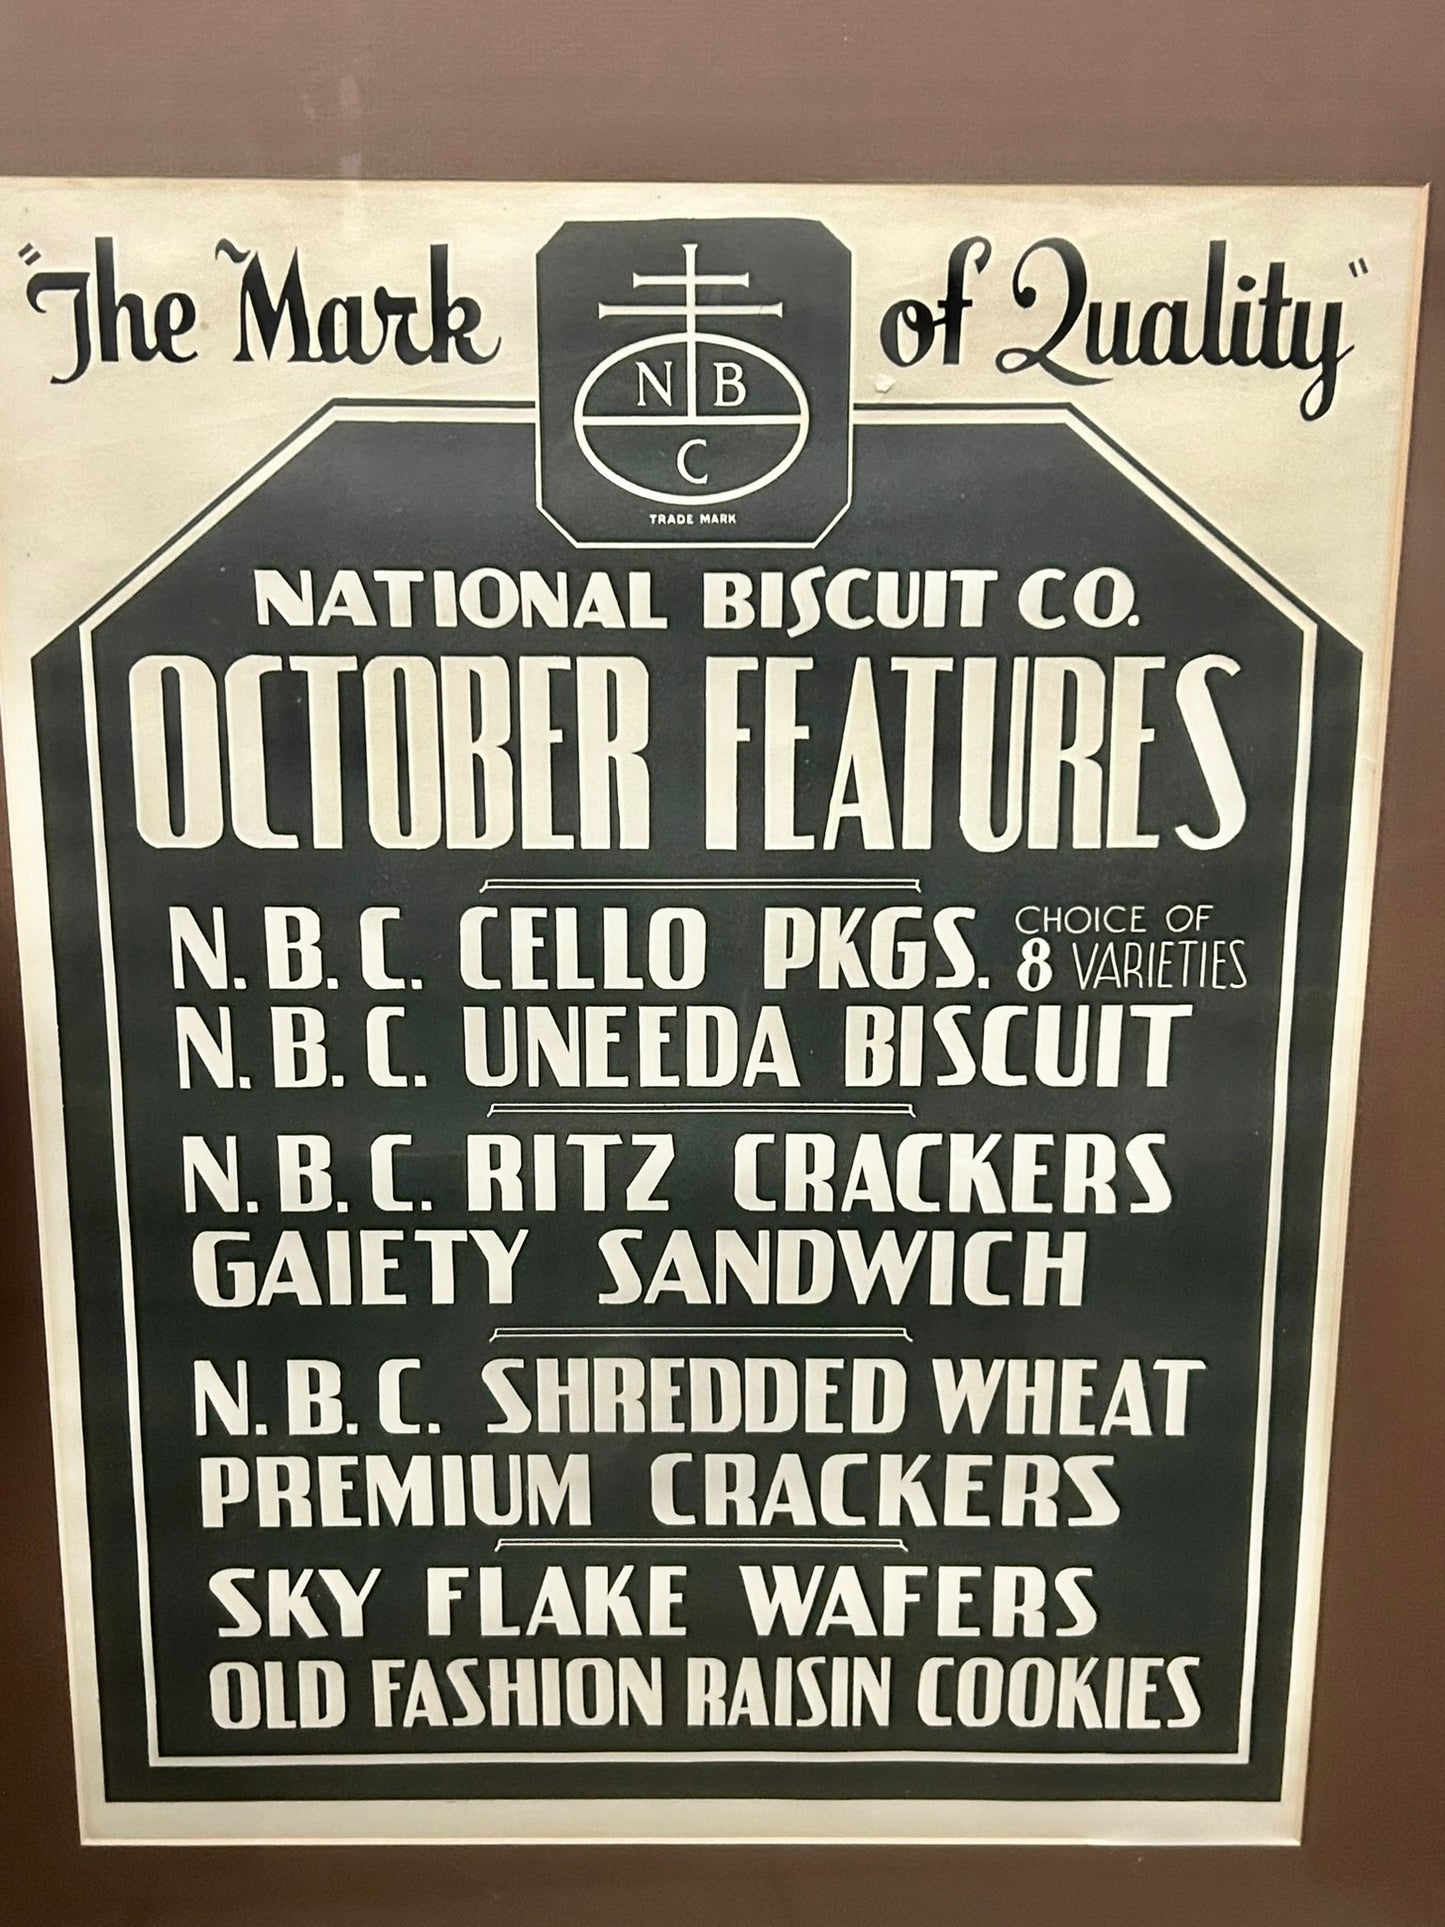 "The Mark of Quality"
N B
C
TRADE MARK
NATIONAL BISCUIT CO.
OCTOBER FEATURES
N.B.C. CELLO PKGS. CHOICE OF
8 VARIETIES
N.B.C. UNEEDA BISCUIT
N.B.C. RITZ CRACKERS
GAIETY SANDWICH
N.B.C. SHREDDED WHEAT
PREMIUM CRACKERS
SKY FLAKE WAFERS
OLD FASHION RAISIN COOKIES